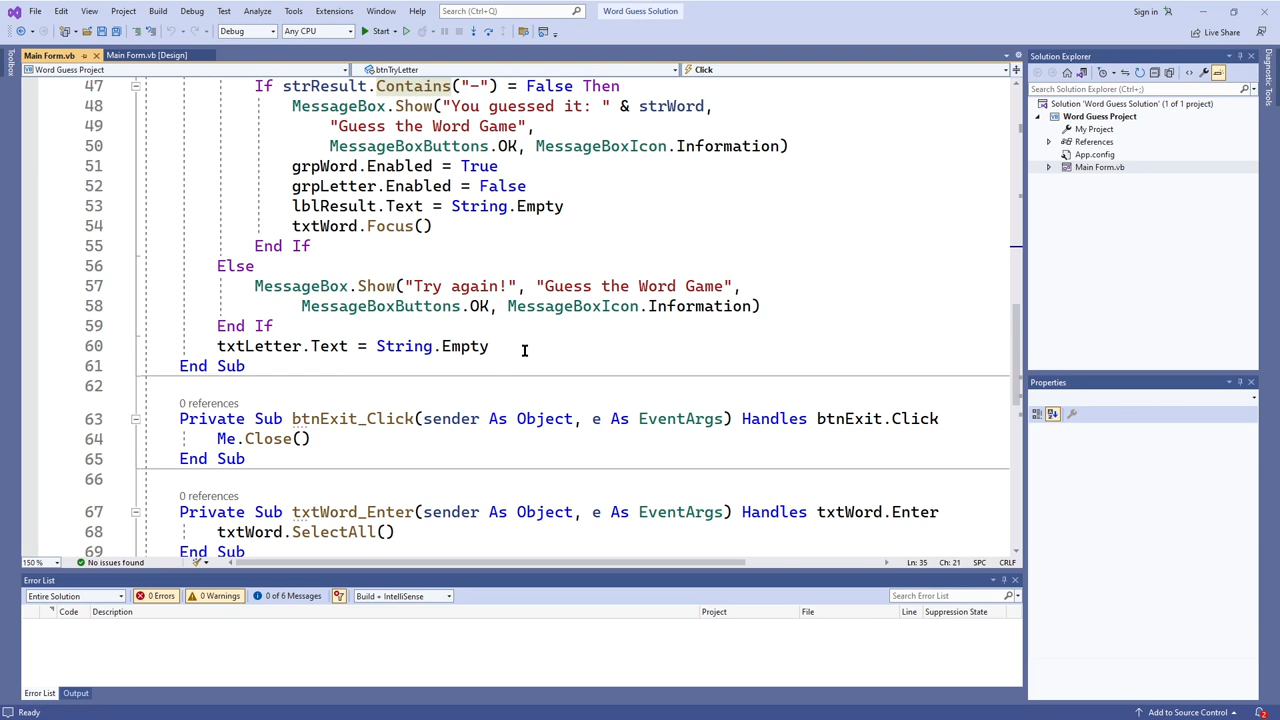 File Edit View Project Build Debug Test Analyze Tools Extensions Window Help Search (Ctrl+Q) Word Guess Solution Sign in
Debug Any CPU Start Live Share
Toolbox
Main Form.vb Main Form.vb [Design]
Word Guess Project btnTryLetter Click
47 If strResult.Contains("-") = False Then
48 MessageBox.Show("You guessed it: " & strWord,
49 "Guess the Word Game",
50 MessageBoxButtons.OK, MessageBoxIcon.Information)
51 grpWord.Enabled = True
52 grpLetter.Enabled = False
53 lblResult.Text = String.Empty
54 txtWord.Focus()
55 End If
56 Else
57 MessageBox.Show("Try again!", "Guess the Word Game",
58 MessageBoxButtons.OK, MessageBoxIcon.Information)
59 End If
60 txtLetter.Text = String.Empty
61 End Sub
62
0 references
63 Private Sub btnExit_Click(sender As Object, e As EventArgs) Handles btnExit.Click
64 Me.Close()
65 End Sub
66
0 references
67 Private Sub txtWord_Enter(sender As Object, e As EventArgs) Handles txtWord.Enter
68 txtWord.SelectAll()
69 End Sub
150 % No issues found Ln: 35 Ch: 21 SPC CRLF
Error List
Entire Solution 0 Errors 0 Warnings 0 of 6 Messages Build + IntelliSense Search Error List
Code Description Project File Line Suppression State
Error List Output
Ready Add to Source Control 2
Solution Explorer
Search Solution Explorer (Ctrl+;)
Solution 'Word Guess Solution' (1 of 1 project)
Word Guess Project
My Project
References
App.config
Main Form.vb
Properties
Diagnostic Tools